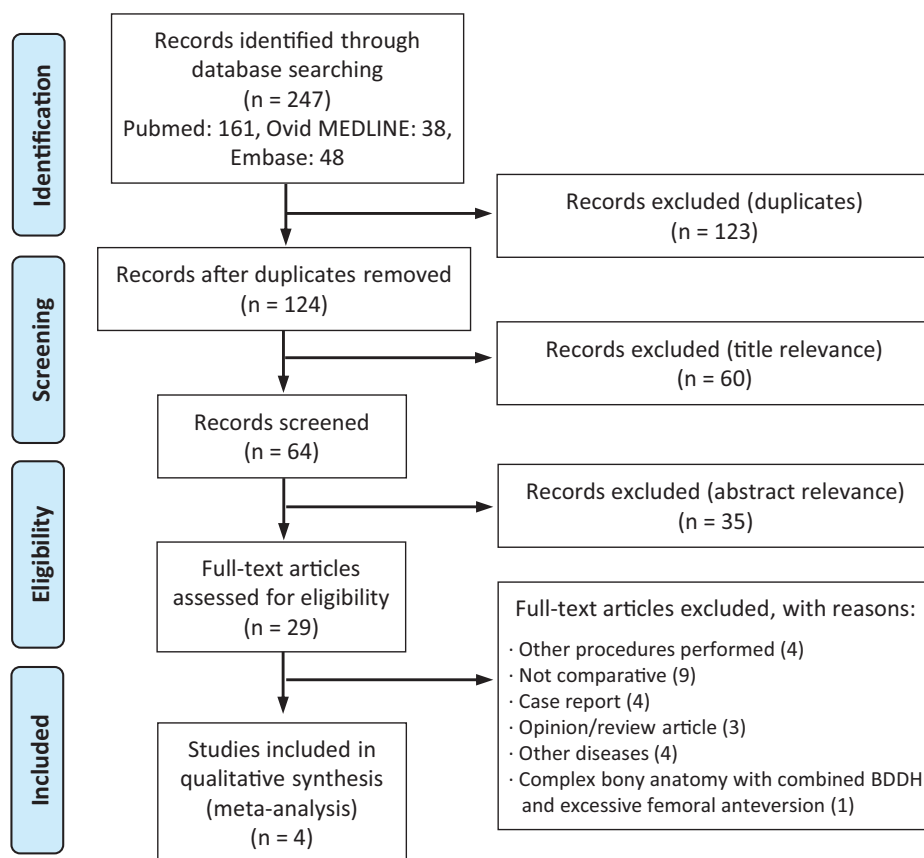 Identification
Records identified through
database searching
(n = 247)
Pubmed: 161, Ovid MEDLINE: 38,
Embase: 48
Records excluded (duplicates)
(n = 123)
Screening
Records after duplicates removed
(n = 124)
Records excluded (title relevance)
(n = 60)
Records screened
(n = 64)
Records excluded (abstract relevance)
(n = 35)
Eligibility
Full-text articles
assessed for eligibility
(n = 29)
Full-text articles excluded, with reasons:
· Other procedures performed (4)
· Not comparative (9)
· Case report (4)
· Opinion/review article (3)
· Other diseases (4)
· Complex bony anatomy with combined BDDH
and excessive femoral anteversion (1)
Included
Studies included in
qualitative synthesis
(meta-analysis)
(n = 4)